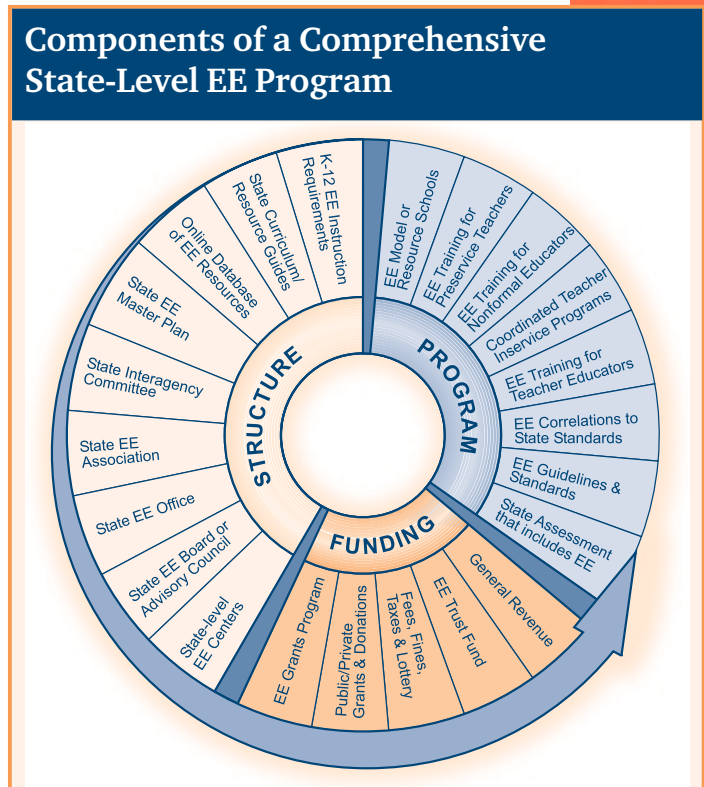 Components of a Comprehensive
State-Level EE Program
K-12 EE Instruction
Requirements
State Curriculum/
Resource Guides
Online Database
of EE Resources
State EE
Master Plan
State Interagency
Committee
State EE
Association
State EE Office
State EE Board or
Advisory Council
State-level
EE Centers
STRUCTURE
EE Model or
Resource Schools
EE Training for
Preservice Teachers
EE Training for
Nonformal Educators
Coordinated Teacher
Inservice Programs
EE Training for
Teacher Educators
EE Correlations to
State Standards
EE Guidelines &
Standards
State Assessment
that includes EE
PROGRAM
FUNDING
EE Grants Program
Public/Private
Grants & Donations
Fees, Fines,
Taxes & Lottery
EE Trust Fund
General Revenue